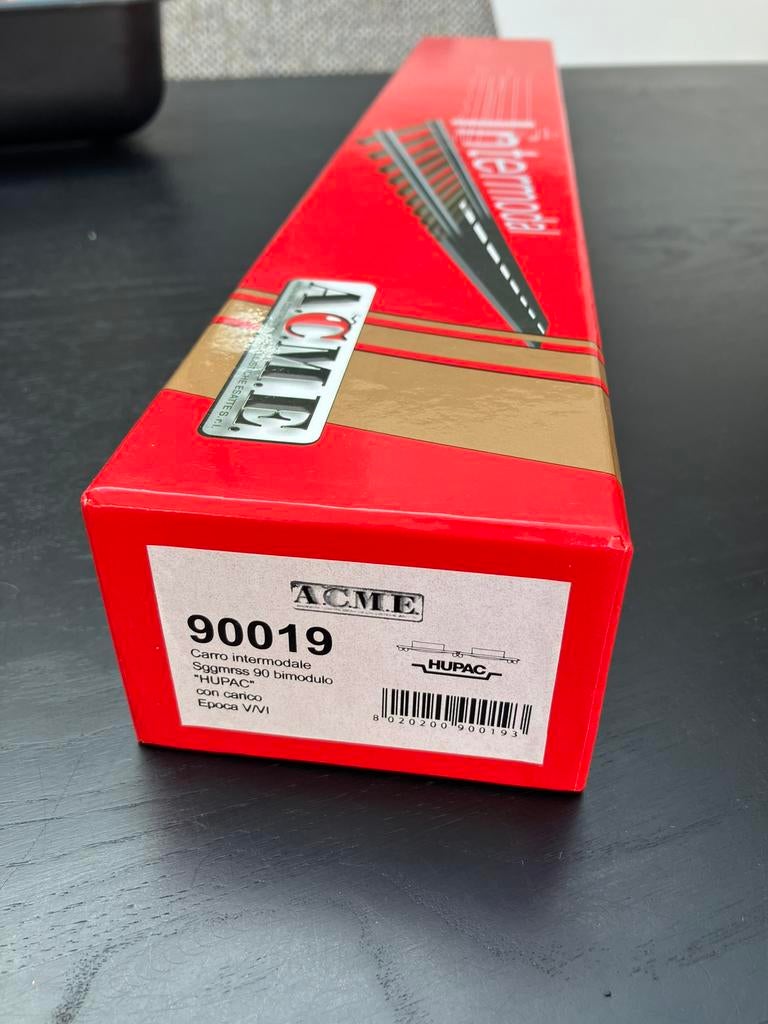 Intermodal
A.C.M.E.
A.C.M.E.
90019
Carro intermodale
Sggmrss 90 bimodulo
"HUPAC"
con carico
Epoca V/VI
HUPAC
8 020200 900193